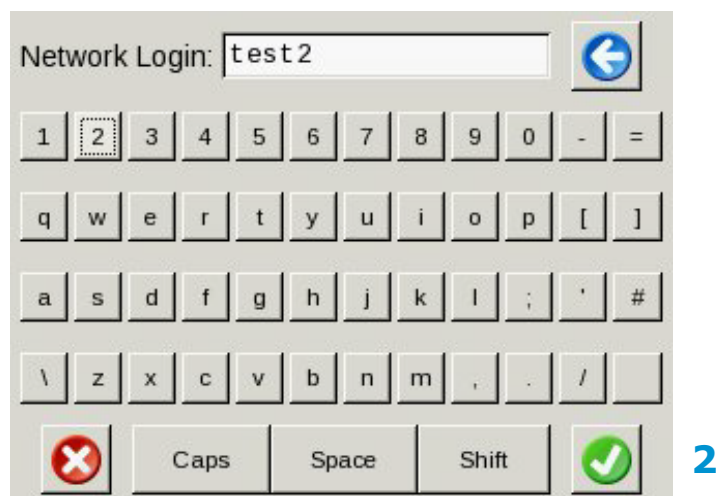 Network Login: test2
1 2 3 4 5 6 7 8 9 0 - =
q w e r t y u i o p [ ]
a s d f g h j k l ; ' #
\ z x c v b n m , . /
Caps Space Shift 2